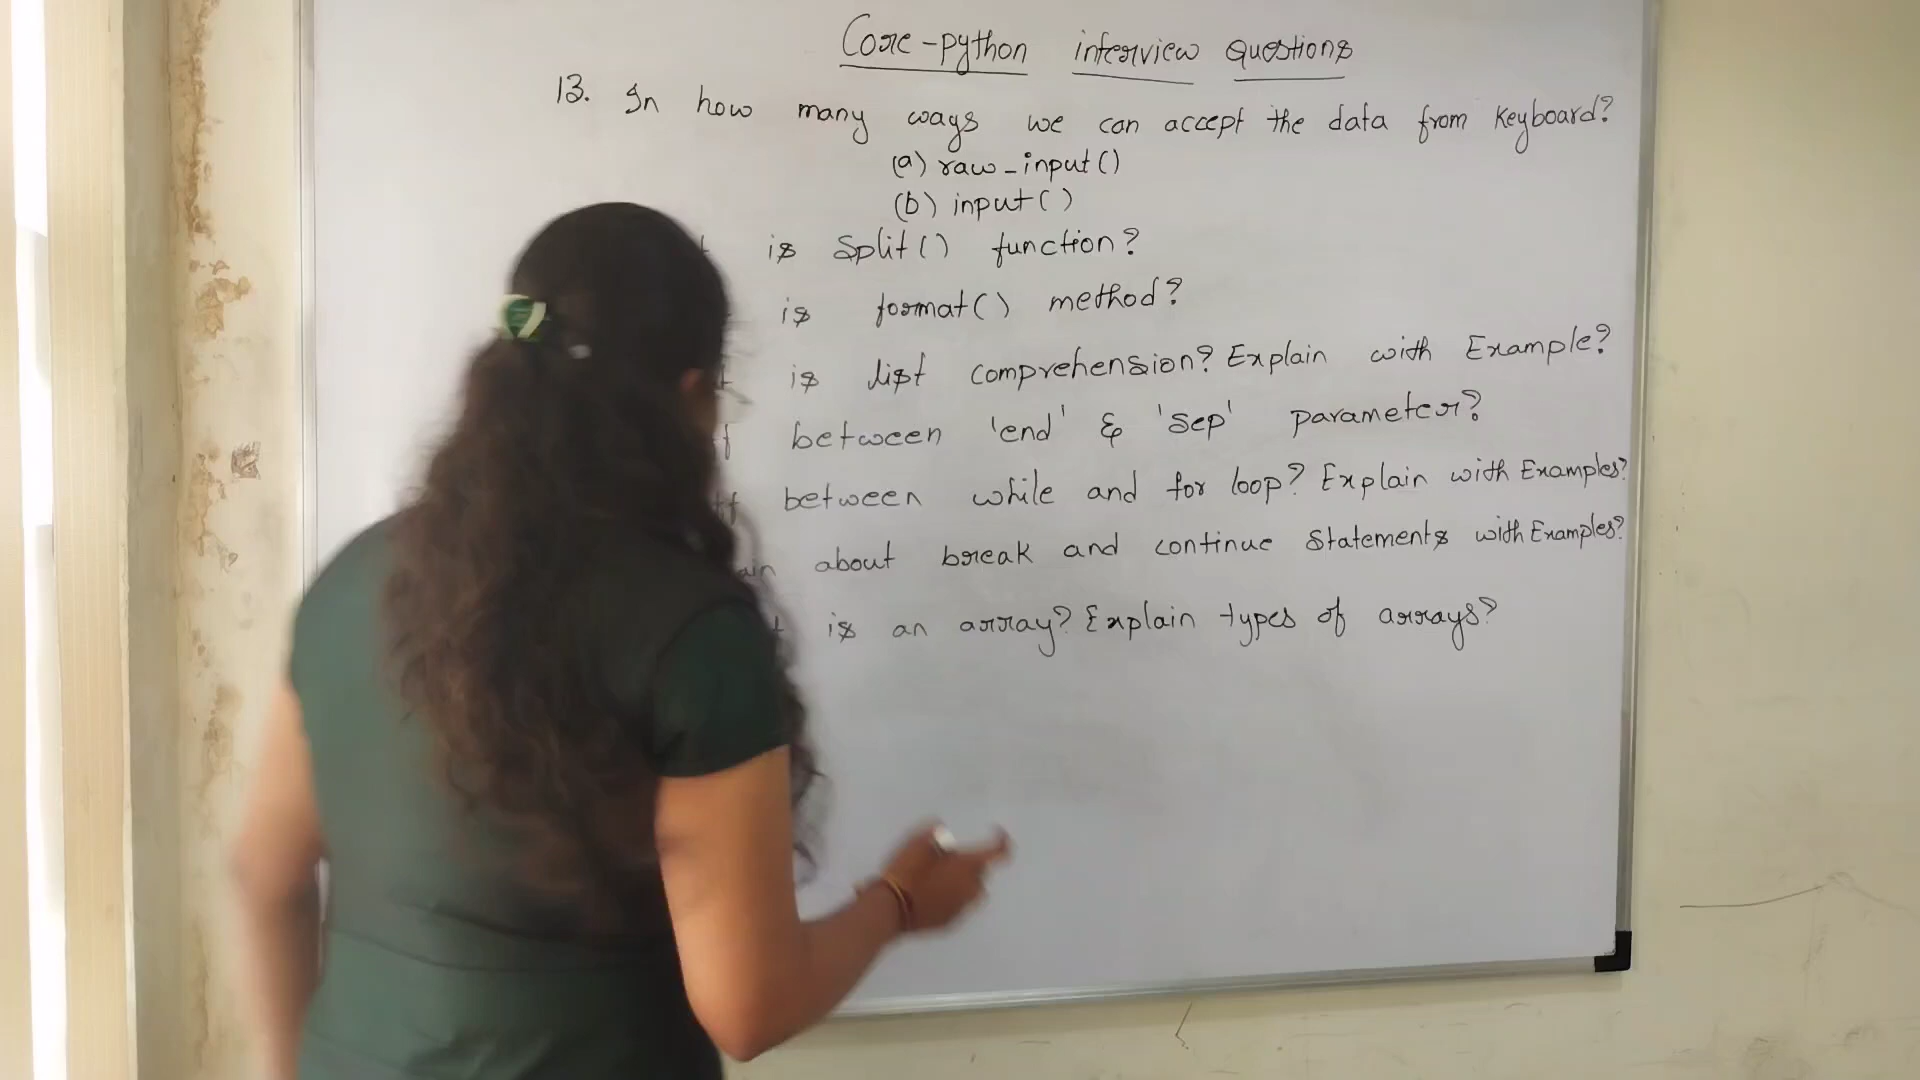 Core-python interview questions
13. In how many ways we can accept the data from keyboard?
(a) raw_input()
(b) input()
is split() function?
is format() method?
is list comprehension? Explain with Example?
between 'end' & 'sep' parameter?
between while and for loop? Explain with Examples?
about break and continue statements with Examples?
is an array? Explain types of arrays?